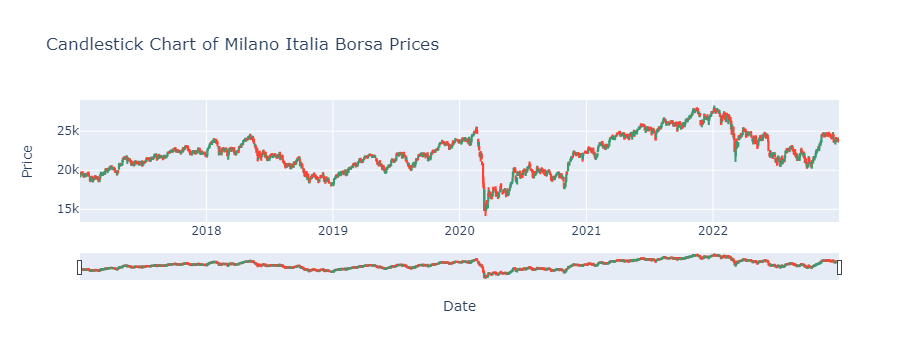 Candlestick Chart of Milano Italia Borsa Prices
25k
20k
15k
Price
2018 2019 2020 2021 2022
Date